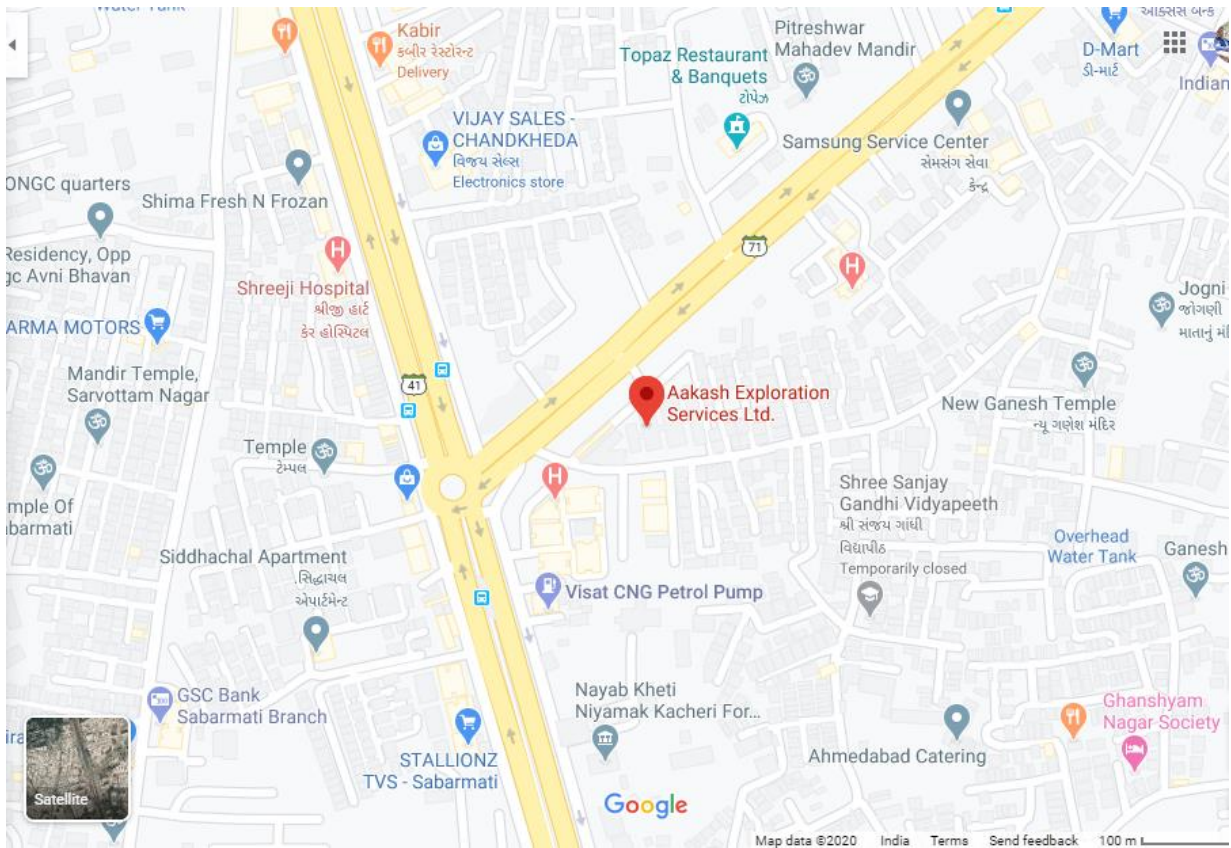 Water Tank
Kabir
કબીર રેસ્ટોરન્ટ
Delivery
Topaz Restaurant
& Banquets
ટોપેઝ
Pitreshwar
Mahadev Mandir
D-Mart
ડી-માર્ટ
Indian
VIJAY SALES -
CHANDKHEDA
વિજય સેલ્સ
Electronics store
Samsung Service Center
સેમસંગ સેવા
કેન્દ્ર
ONGC quarters
Shima Fresh N Frozan
Residency, Opp
gc Avni Bhavan
71
Shreeji Hospital
શ્રીજી હાર્ટ
કેર હોસ્પિટલ
Jogni
જોગણી
ARMA MOTORS
Mandir Temple,
Sarvottam Nagar
41
Aakash Exploration
Services Ltd.
New Ganesh Temple
ન્યૂ ગણેશ મંદિર
Temple
ટેમ્પલ
mple Of
abarmati
Shree Sanjay
Gandhi Vidyapeeth
શ્રી સંજય ગાંધી
વિદ્યાપીઠ
Temporarily closed
Overhead
Water Tank
Ganesh
Siddhachal Apartment
સિદ્ધાચલ
એપાર્ટમેન્ટ
Visat CNG Petrol Pump
GSC Bank
Sabarmati Branch
Nayab Kheti
Niyamak Kacheri For...
Ghanshyam
Nagar Society
STALLIONZ
TVS - Sabarmati
Ahmedabad Catering
Satellite
Google
Map data ©2020 India Terms Send feedback 100 m